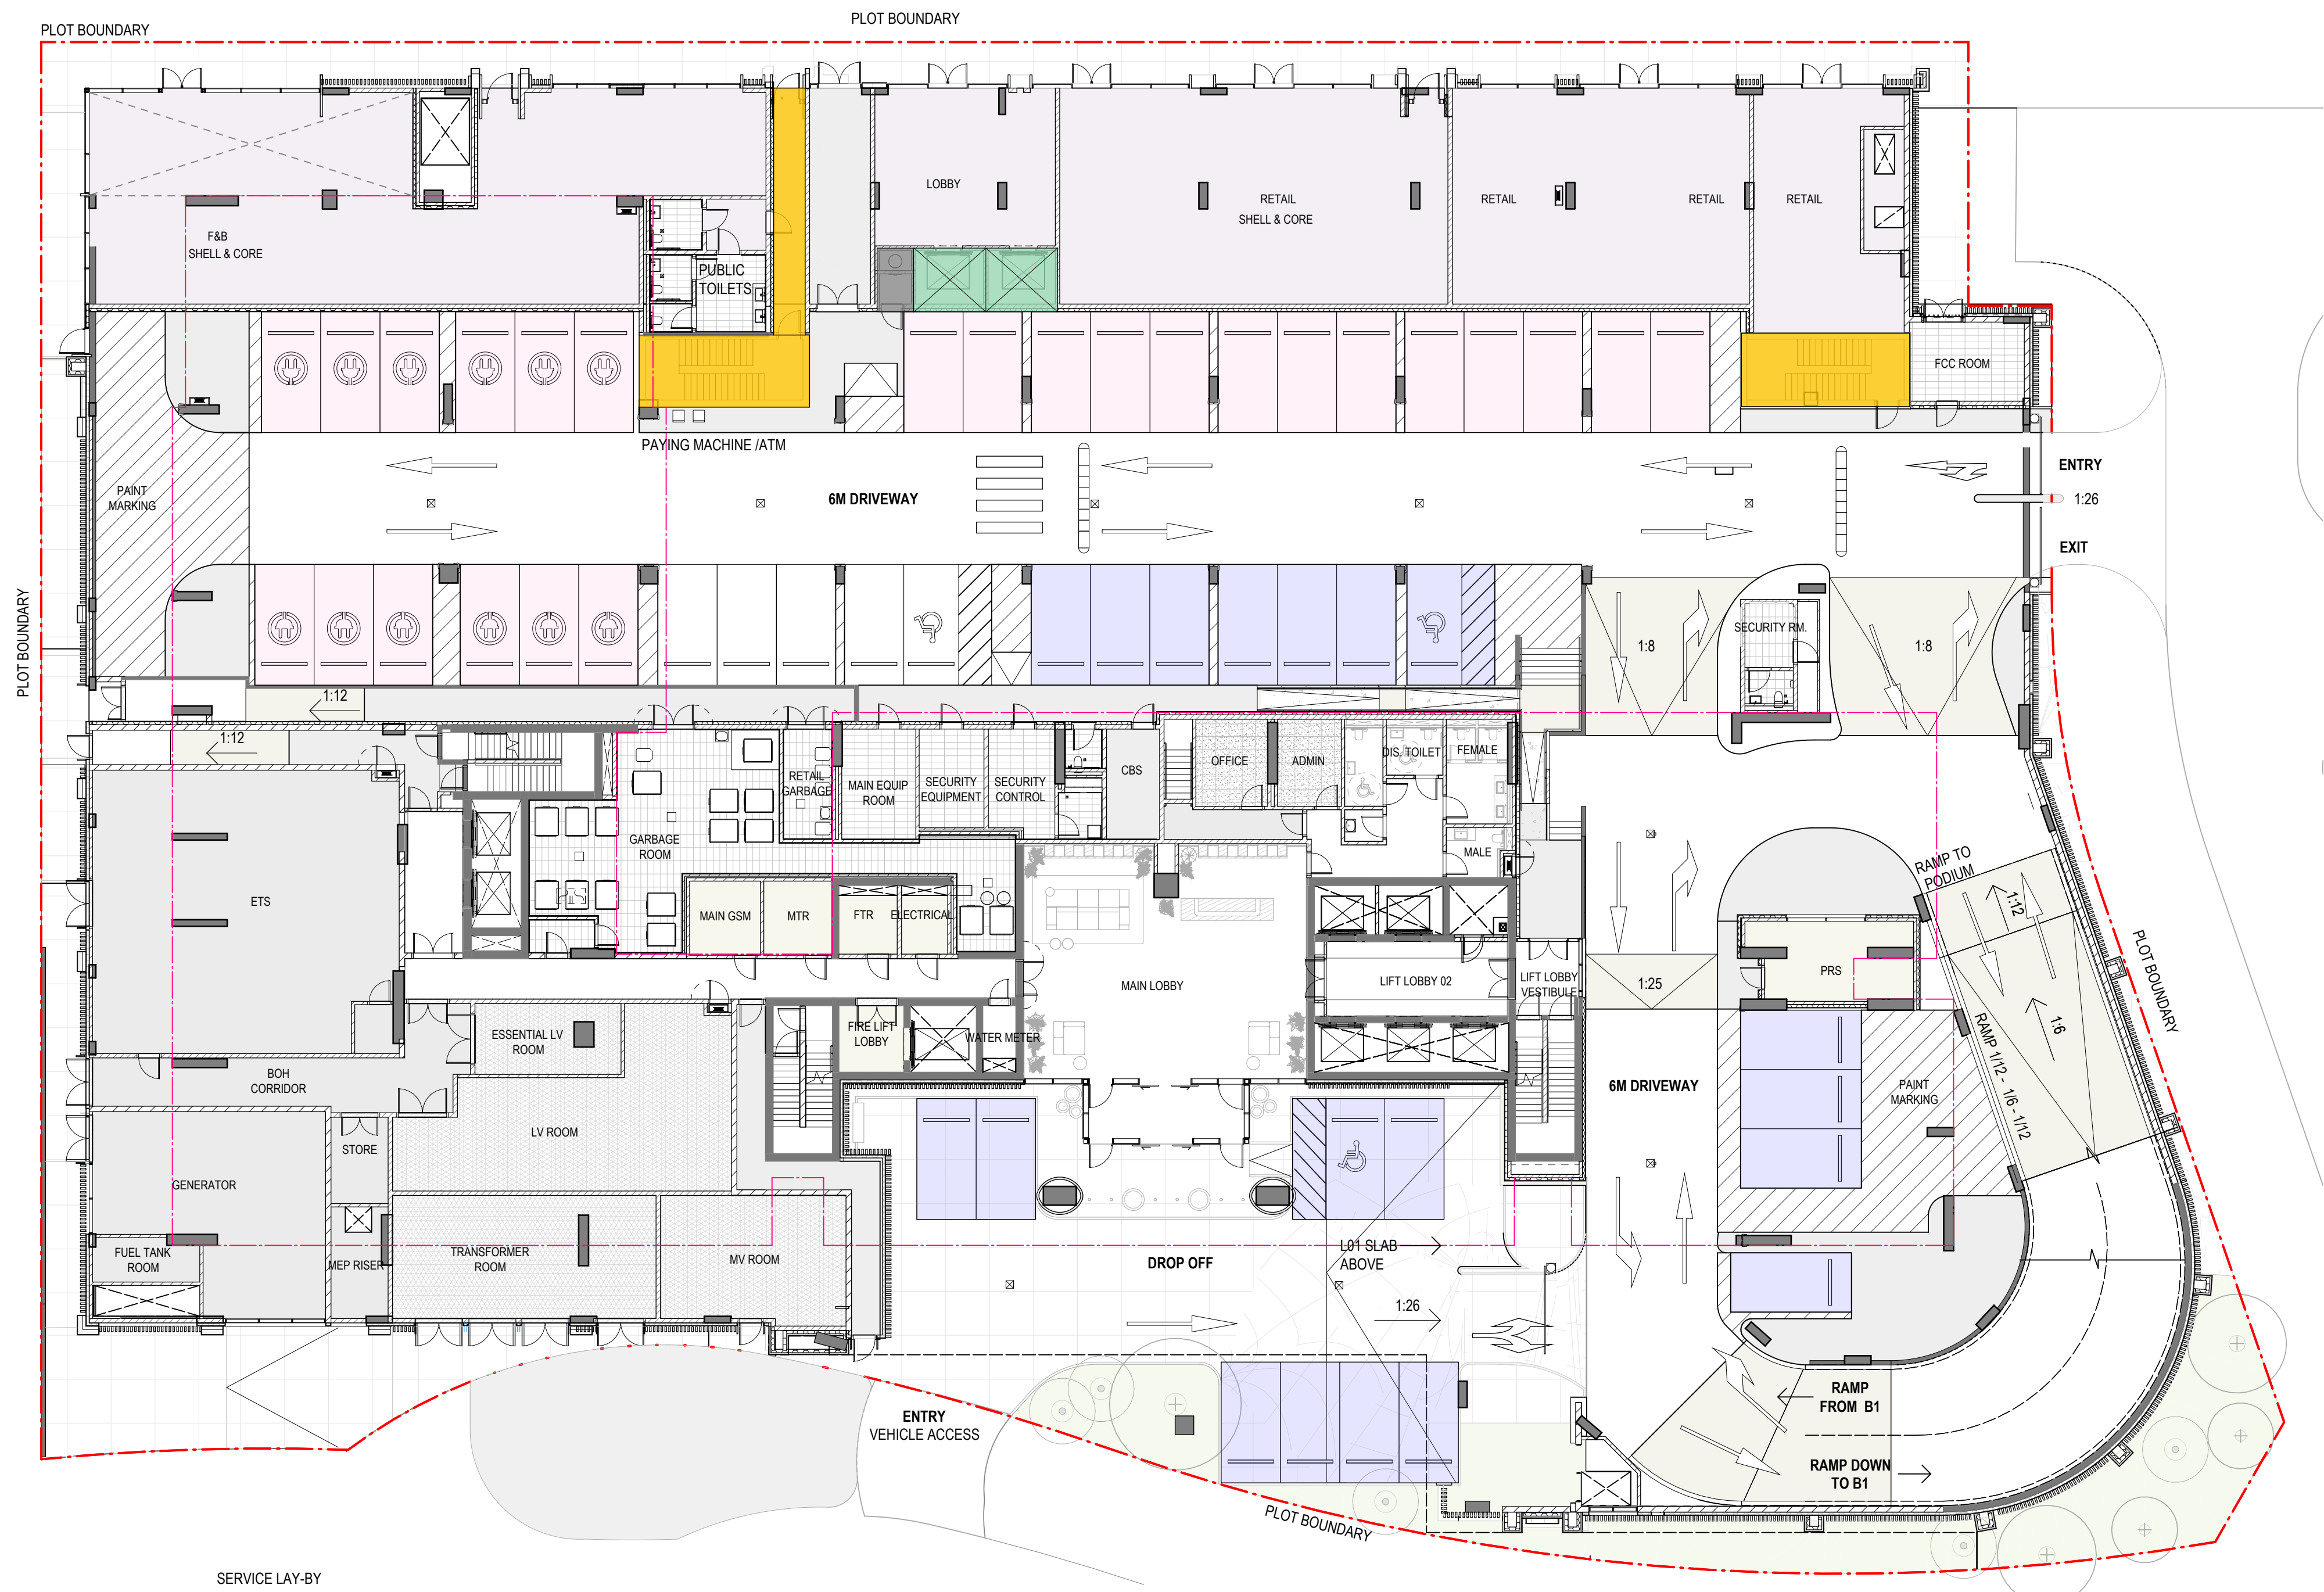 PLOT BOUNDARY
PLOT BOUNDARY
LOBBY
RETAIL
SHELL & CORE
RETAIL
RETAIL
RETAIL
F&B
SHELL & CORE
PUBLIC
TOILETS
FCC ROOM
PAYING MACHINE /ATM
PAINT
MARKING
6M DRIVEWAY
ENTRY
1:26
EXIT
PLOT BOUNDARY
SECURITY RM.
1:8
1:8
1:12
1:12
RETAIL
GARBAGE
MAIN EQUIP
ROOM
SECURITY
EQUIPMENT
SECURITY
CONTROL
CBS
OFFICE
ADMIN
DIS. TOILET
FEMALE
GARBAGE
ROOM
MALE
ETS
MAIN GSM
MTR
FTR
ELECTRICAL
RAMP TO
PODIUM
1:12
PLOT BOUNDARY
MAIN LOBBY
LIFT LOBBY 02
LIFT LOBBY
VESTIBULE
1:25
PRS
1:6
RAMP 1/12 - 1/6 - 1/12
ESSENTIAL LV
ROOM
FIRE LIFT
LOBBY
WATER METER
BOH
CORRIDOR
6M DRIVEWAY
PAINT
MARKING
LV ROOM
STORE
GENERATOR
FUEL TANK
ROOM
MEP RISER
TRANSFORMER
ROOM
MV ROOM
DROP OFF
L01 SLAB
ABOVE
1:26
RAMP
FROM B1
ENTRY
VEHICLE ACCESS
RAMP DOWN
TO B1
PLOT BOUNDARY
SERVICE LAY-BY